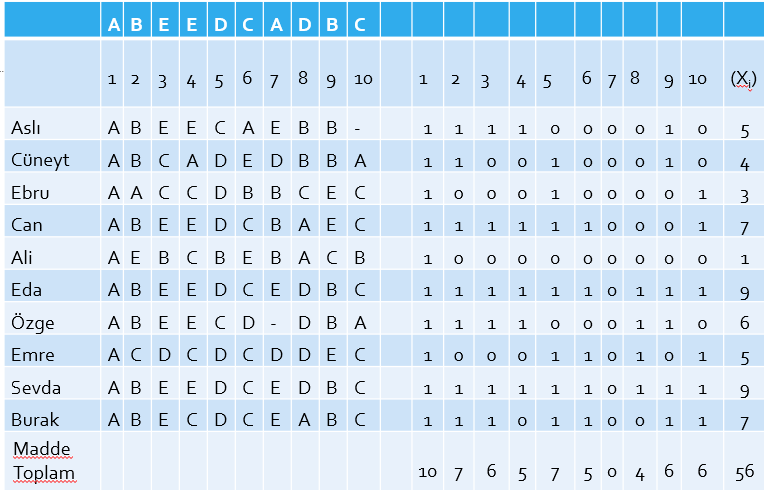 A B E E D C A D B C
1 2 3 4 5 6 7 8 9 10 1 2 3 4 5 6 7 8 9 10 (Xi)
Aslı A B E E C A E B B - 1 1 1 1 0 0 0 0 1 0 5
Cüneyt A B C A D E D B B A 1 1 0 0 1 0 0 0 1 0 4
Ebru A A C C D B B C E C 1 0 0 0 1 0 0 0 0 1 3
Can A B E E D C B A E C 1 1 1 1 1 1 0 0 0 1 7
Ali A E B C B E B A C B 1 0 0 0 0 0 0 0 0 0 1
Eda A B E E D C E D B C 1 1 1 1 1 1 0 1 1 1 9
Özge A B E E C D - D B A 1 1 1 1 0 0 0 1 1 0 6
Emre A C D C D C D D E C 1 0 0 0 1 1 0 1 0 1 5
Sevda A B E E D C E D B C 1 1 1 1 1 1 0 1 1 1 9
Burak A B E C D C E A B C 1 1 1 0 1 1 0 0 1 1 7
Madde
Toplam 10 7 6 5 7 5 0 4 6 6 56